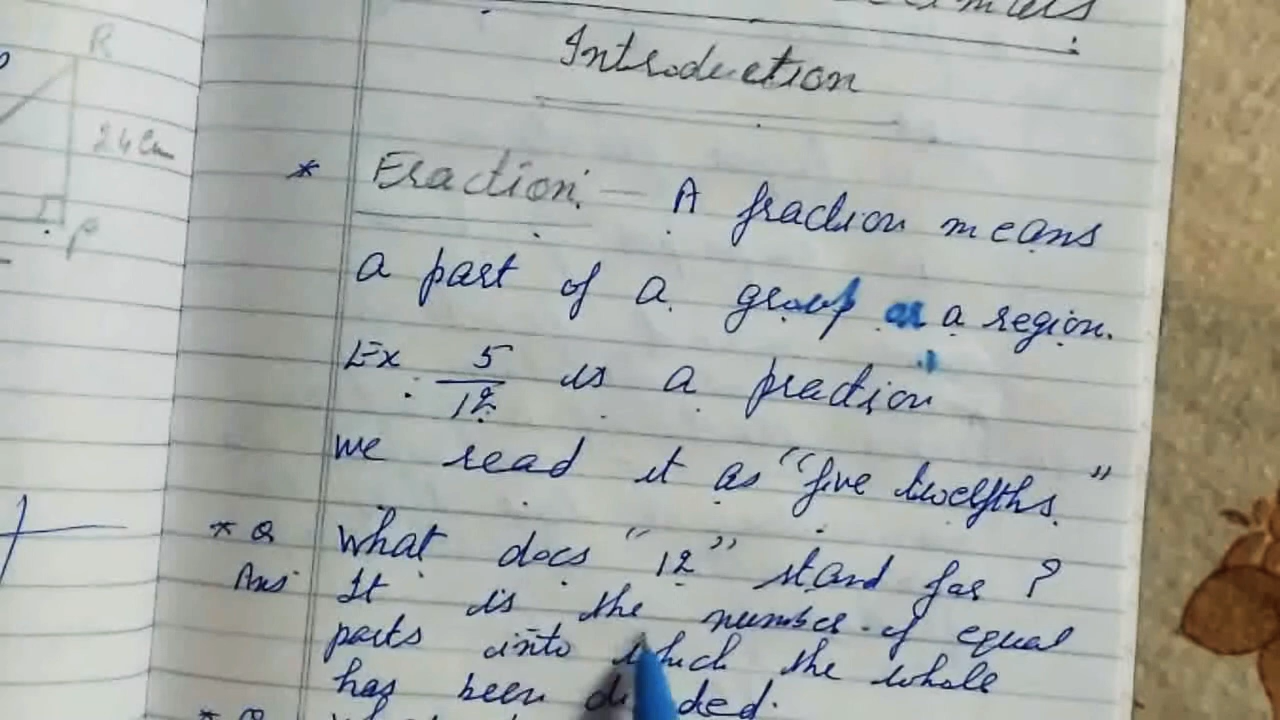 Introduction
R
24 Cm
P
* Fraction: - A fraction means
a part of a group or a region.
Ex. 5/12 is a fraction
we read it as "five twelfths."
* Q What does "12" stand for ?
Ans: It is the number of equal
parts into which the whole
has been divided.
* Q